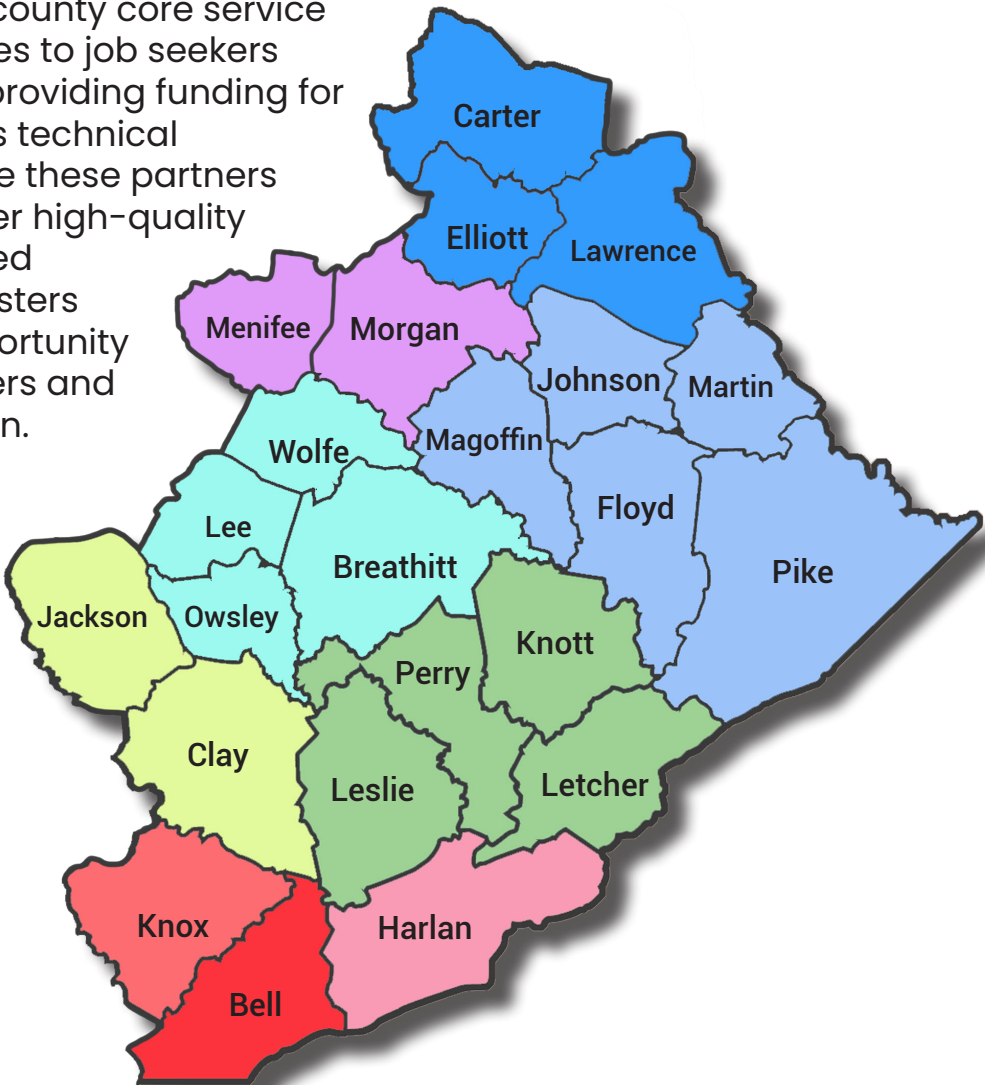 county core service
es to job seekers
providing funding for
s technical
e these partners
er high-quality
ed
sters
ortunity
ers and
n.
Carter
Elliott
Lawrence
Menifee
Morgan
Johnson
Martin
Magoffin
Wolfe
Floyd
Lee
Breathitt
Pike
Jackson
Owsley
Knott
Perry
Clay
Leslie
Letcher
Knox
Harlan
Bell